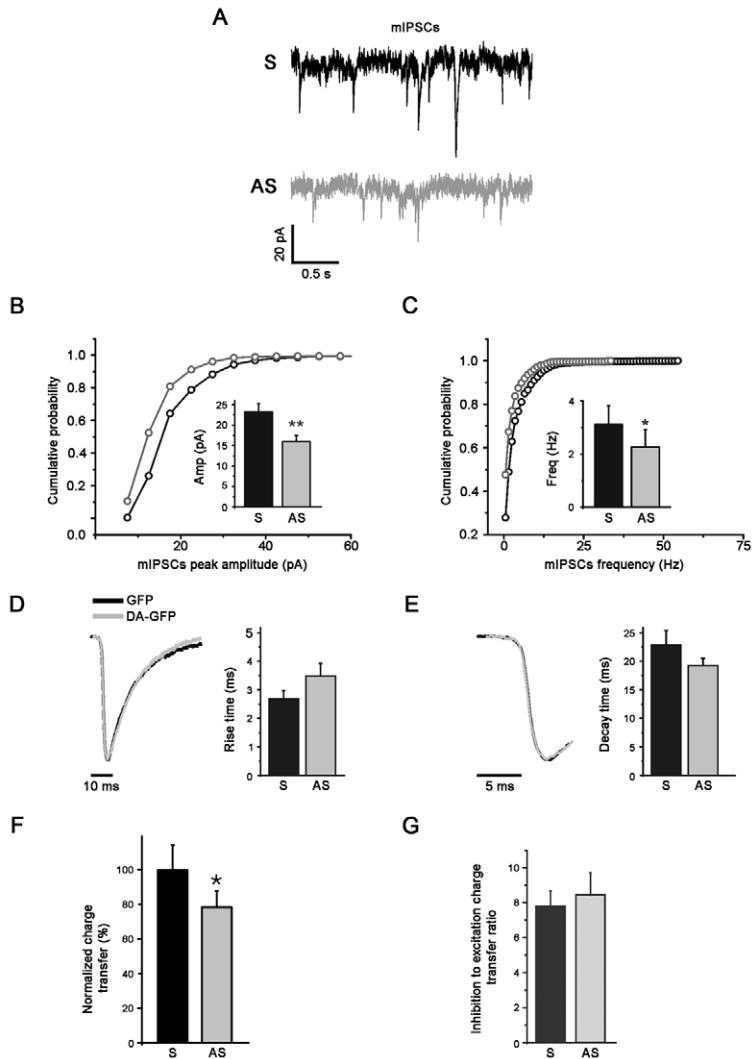 A
mIPSCs
S
AS
20 pA
0.5 s
B
Cumulative probability
1.0
0.8
0.6
0.4
0.2
0.0
20
40
60
mIPSCs peak amplitude (pA)
Amp (pA)
25
20
15
10
5
0
**
S
AS
C
Cumulative probability
1.0
0.8
0.6
0.4
0.2
0
25
50
75
mIPSCs frequency (Hz)
Freq (Hz)
4
2
0
*
S
AS
D
GFP
DA-GFP
10 ms
Rise time (ms)
5
4
3
2
1
0
S
AS
E
5 ms
Decay time (ms)
25
20
15
10
5
0
S
AS
F
Normalized charge
transfer (%)
100
80
60
40
20
0
*
S
AS
G
Inhibition to excitation charge
transfer ratio
10
8
6
4
2
0
S
AS